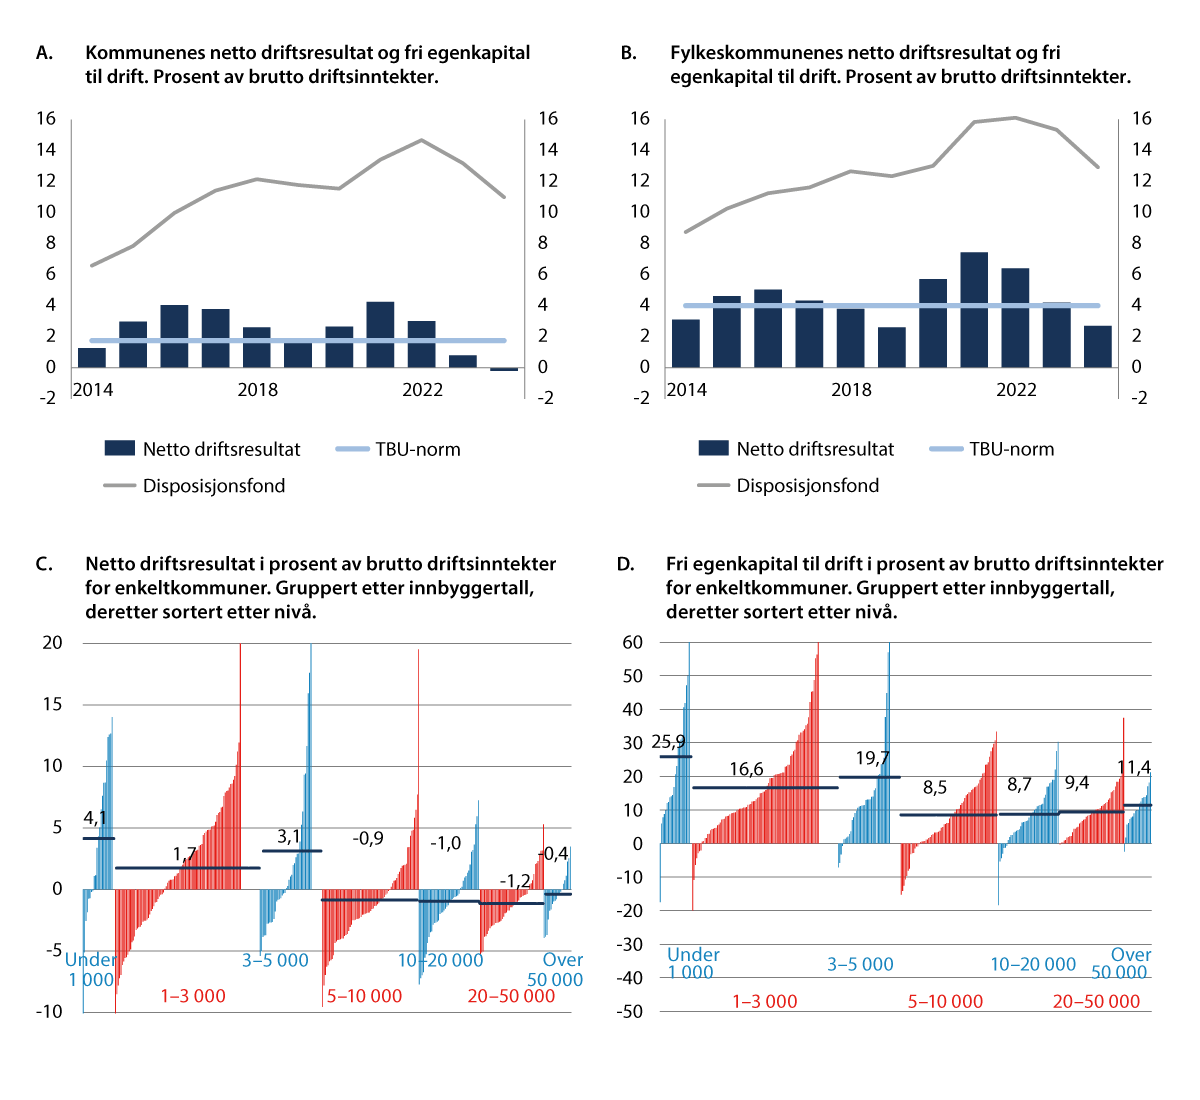 A. Kommunenes netto driftsresultat og fri egenkapital
til drift. Prosent av brutto driftsinntekter.
16 16
14 14
12 12
10 10
8 8
6 6
4 4
2 2
0 0
-2 -2
2014 2018 2022
Netto driftsresultat TBU-norm
Disposisjonsfond
B. Fylkeskommunenes netto driftsresultat og fri
egenkapital til drift. Prosent av brutto driftsinntekter.
16 16
14 14
12 12
10 10
8 8
6 6
4 4
2 2
0 0
-2 -2
2014 2018 2022
Netto driftsresultat TBU-norm
Disposisjonsfond
C. Netto driftsresultat i prosent av brutto driftsinntekter
for enkeltkommuner. Gruppert etter innbyggertall,
deretter sortert etter nivå.
20
15
10
5
0
-5
-10
4,1 1,7 3,1 -0,9 -1,0 -1,2 -0,4
Under
1 000
1–3 000
3–5 000
5–10 000
10–20 000
20–50 000
Over
50 000
D. Fri egenkapital til drift i prosent av brutto driftsinntekter
for enkeltkommuner. Gruppert etter innbyggertall,
deretter sortert etter nivå.
60
50
40
30
20
10
0
-10
-20
-30
-40
-50
25,9 16,6 19,7 8,5 8,7 9,4 11,4
Under
1 000
1–3 000
3–5 000
5–10 000
10–20 000
20–50 000
Over
50 000